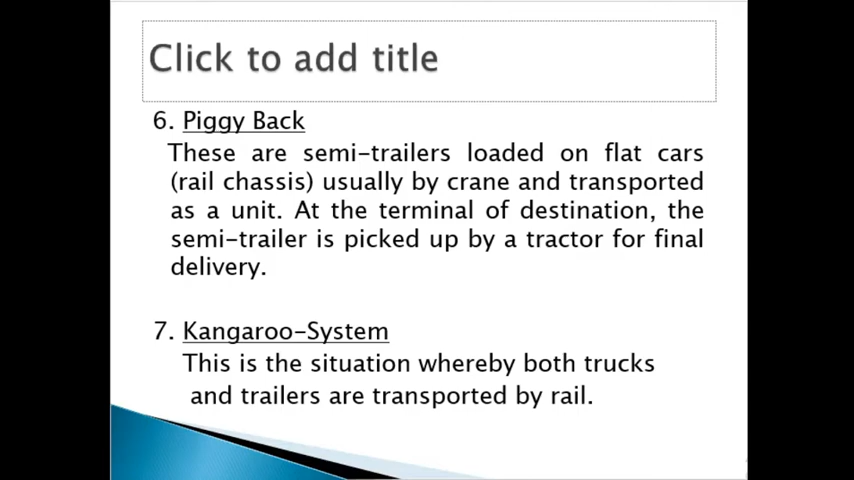 Click to add title
6. Piggy Back
These are semi-trailers loaded on flat cars
(rail chassis) usually by crane and transported
as a unit. At the terminal of destination, the
semi-trailer is picked up by a tractor for final
delivery.
7. Kangaroo-System
This is the situation whereby both trucks
and trailers are transported by rail.